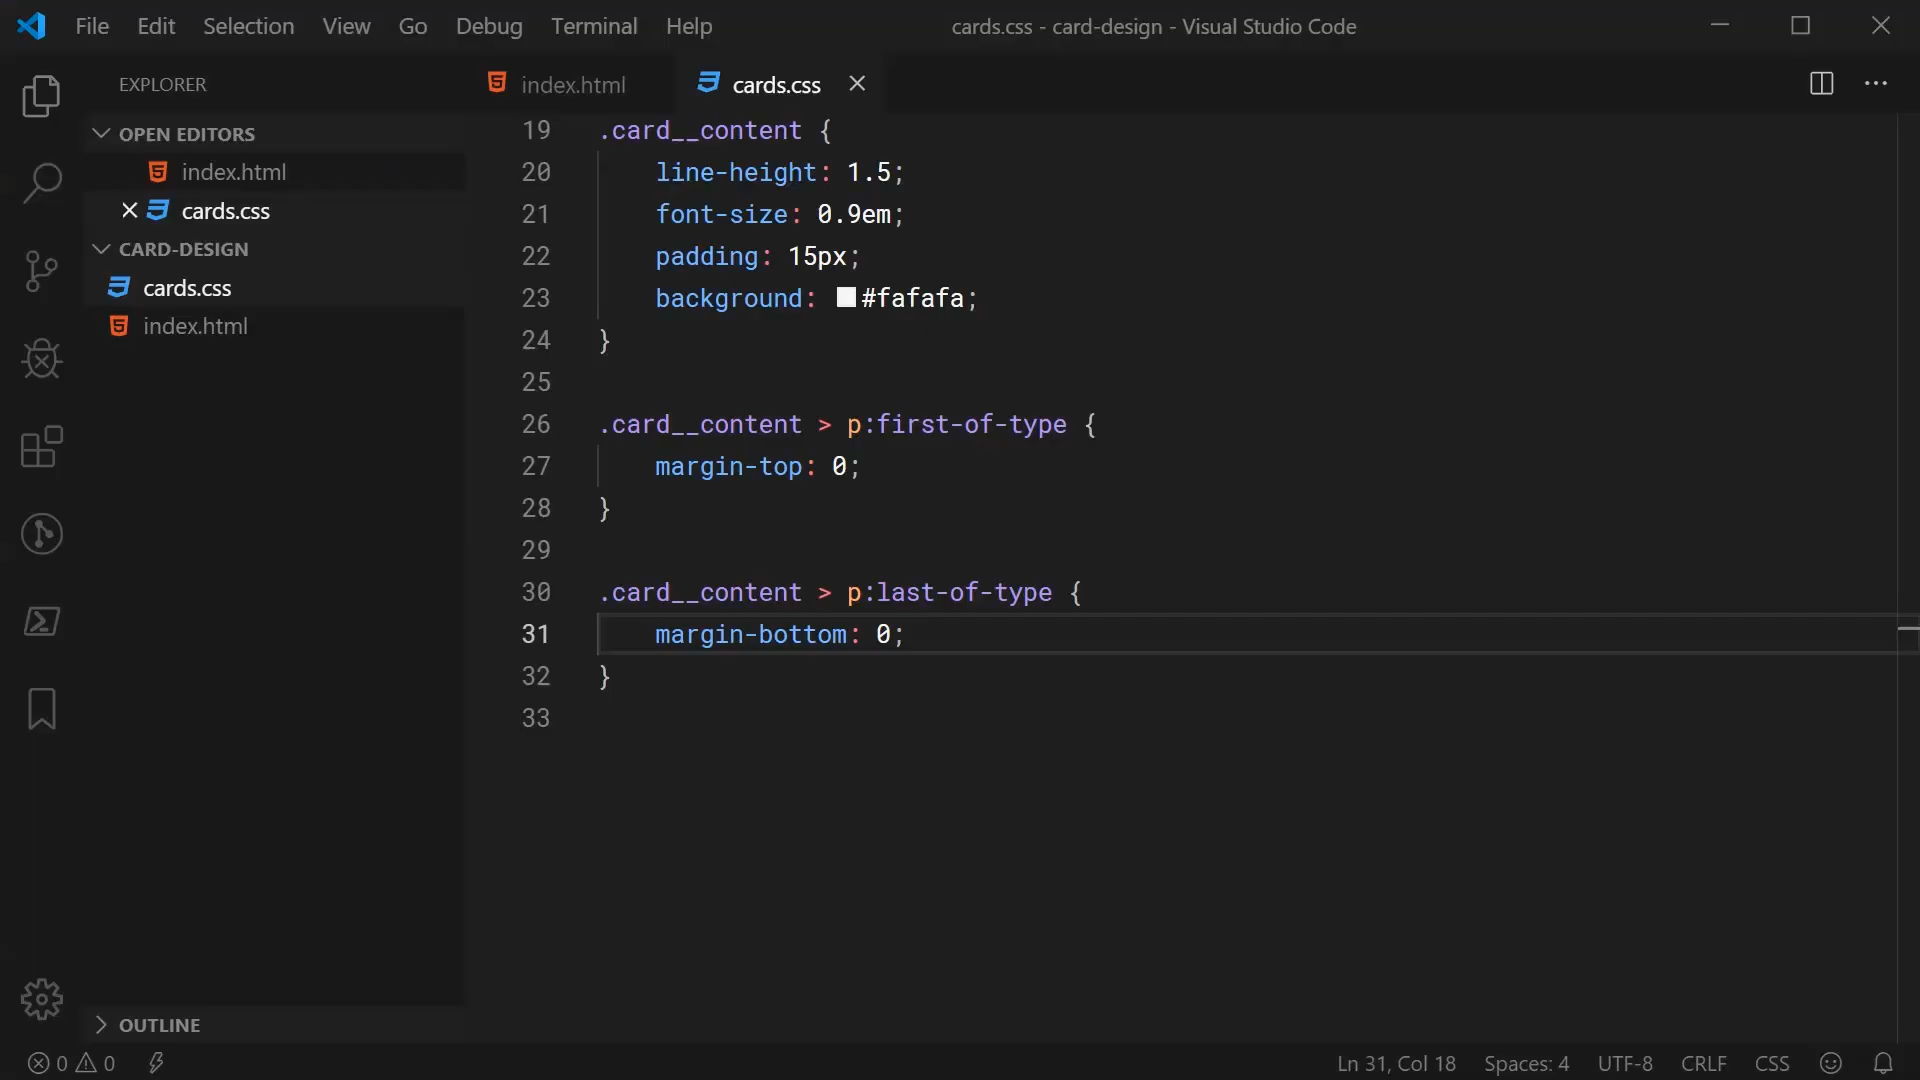 File Edit Selection View Go Debug Terminal Help
cards.css - card-design - Visual Studio Code
EXPLORER
OPEN EDITORS
index.html
cards.css
CARD-DESIGN
cards.css
index.html
OUTLINE
index.html
cards.css
19 .card__content {
20 line-height: 1.5;
21 font-size: 0.9em;
22 padding: 15px;
23 background: #fafafa;
24 }
25
26 .card__content > p:first-of-type {
27 margin-top: 0;
28 }
29
30 .card__content > p:last-of-type {
31 margin-bottom: 0;
32 }
33
0 0
Ln 31, Col 18 Spaces: 4 UTF-8 CRLF CSS